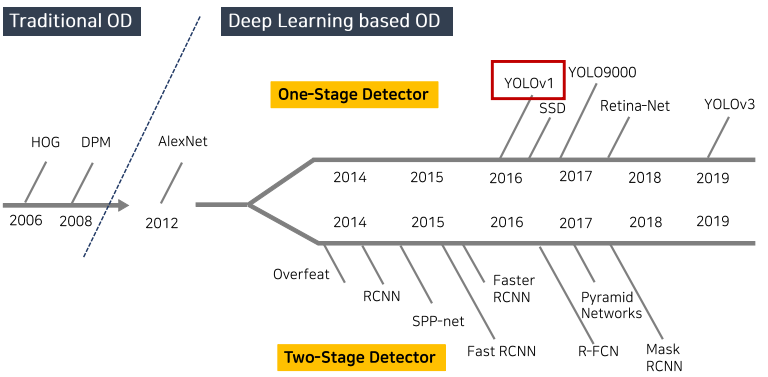 Traditional OD
Deep Learning based OD
One-Stage Detector
YOLOv1
YOLO9000
SSD
Retina-Net
YOLOv3
HOG
DPM
AlexNet
2014
2015
2016
2017
2018
2019
2006
2008
2012
2014
2015
2016
2017
2018
2019
Overfeat
RCNN
SPP-net
Fast RCNN
Faster
RCNN
R-FCN
Pyramid
Networks
Mask
RCNN
Two-Stage Detector